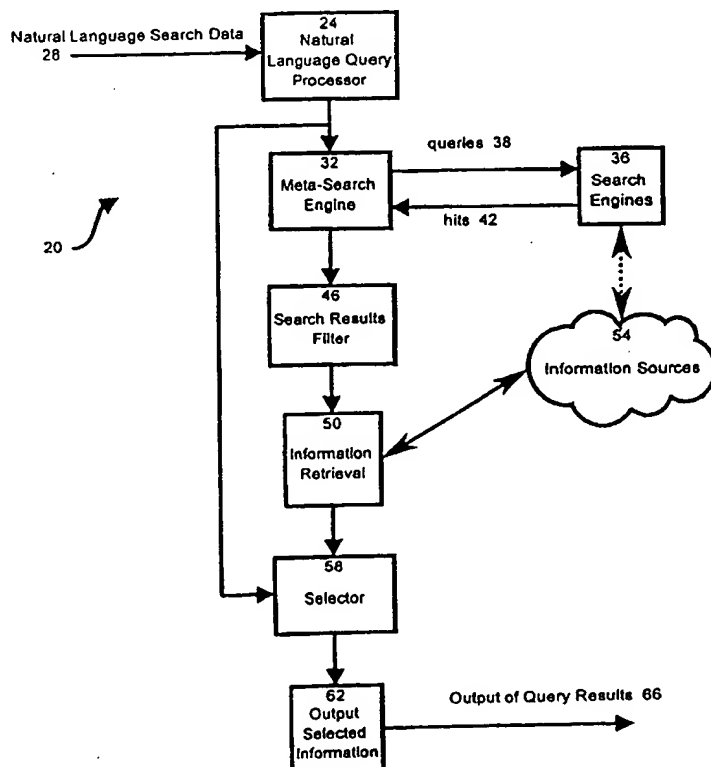 24
Natural
Language Query
Processor
Natural Language Search Data
28
queries 38
32
Meta-Search
Engine
36
Search
Engines
hits 42
20
46
Search Results
Filter
54
Information Sources
50
Information
Retrieval
58
Selector
62
Output
Selected
Information
Output of Query Results 66